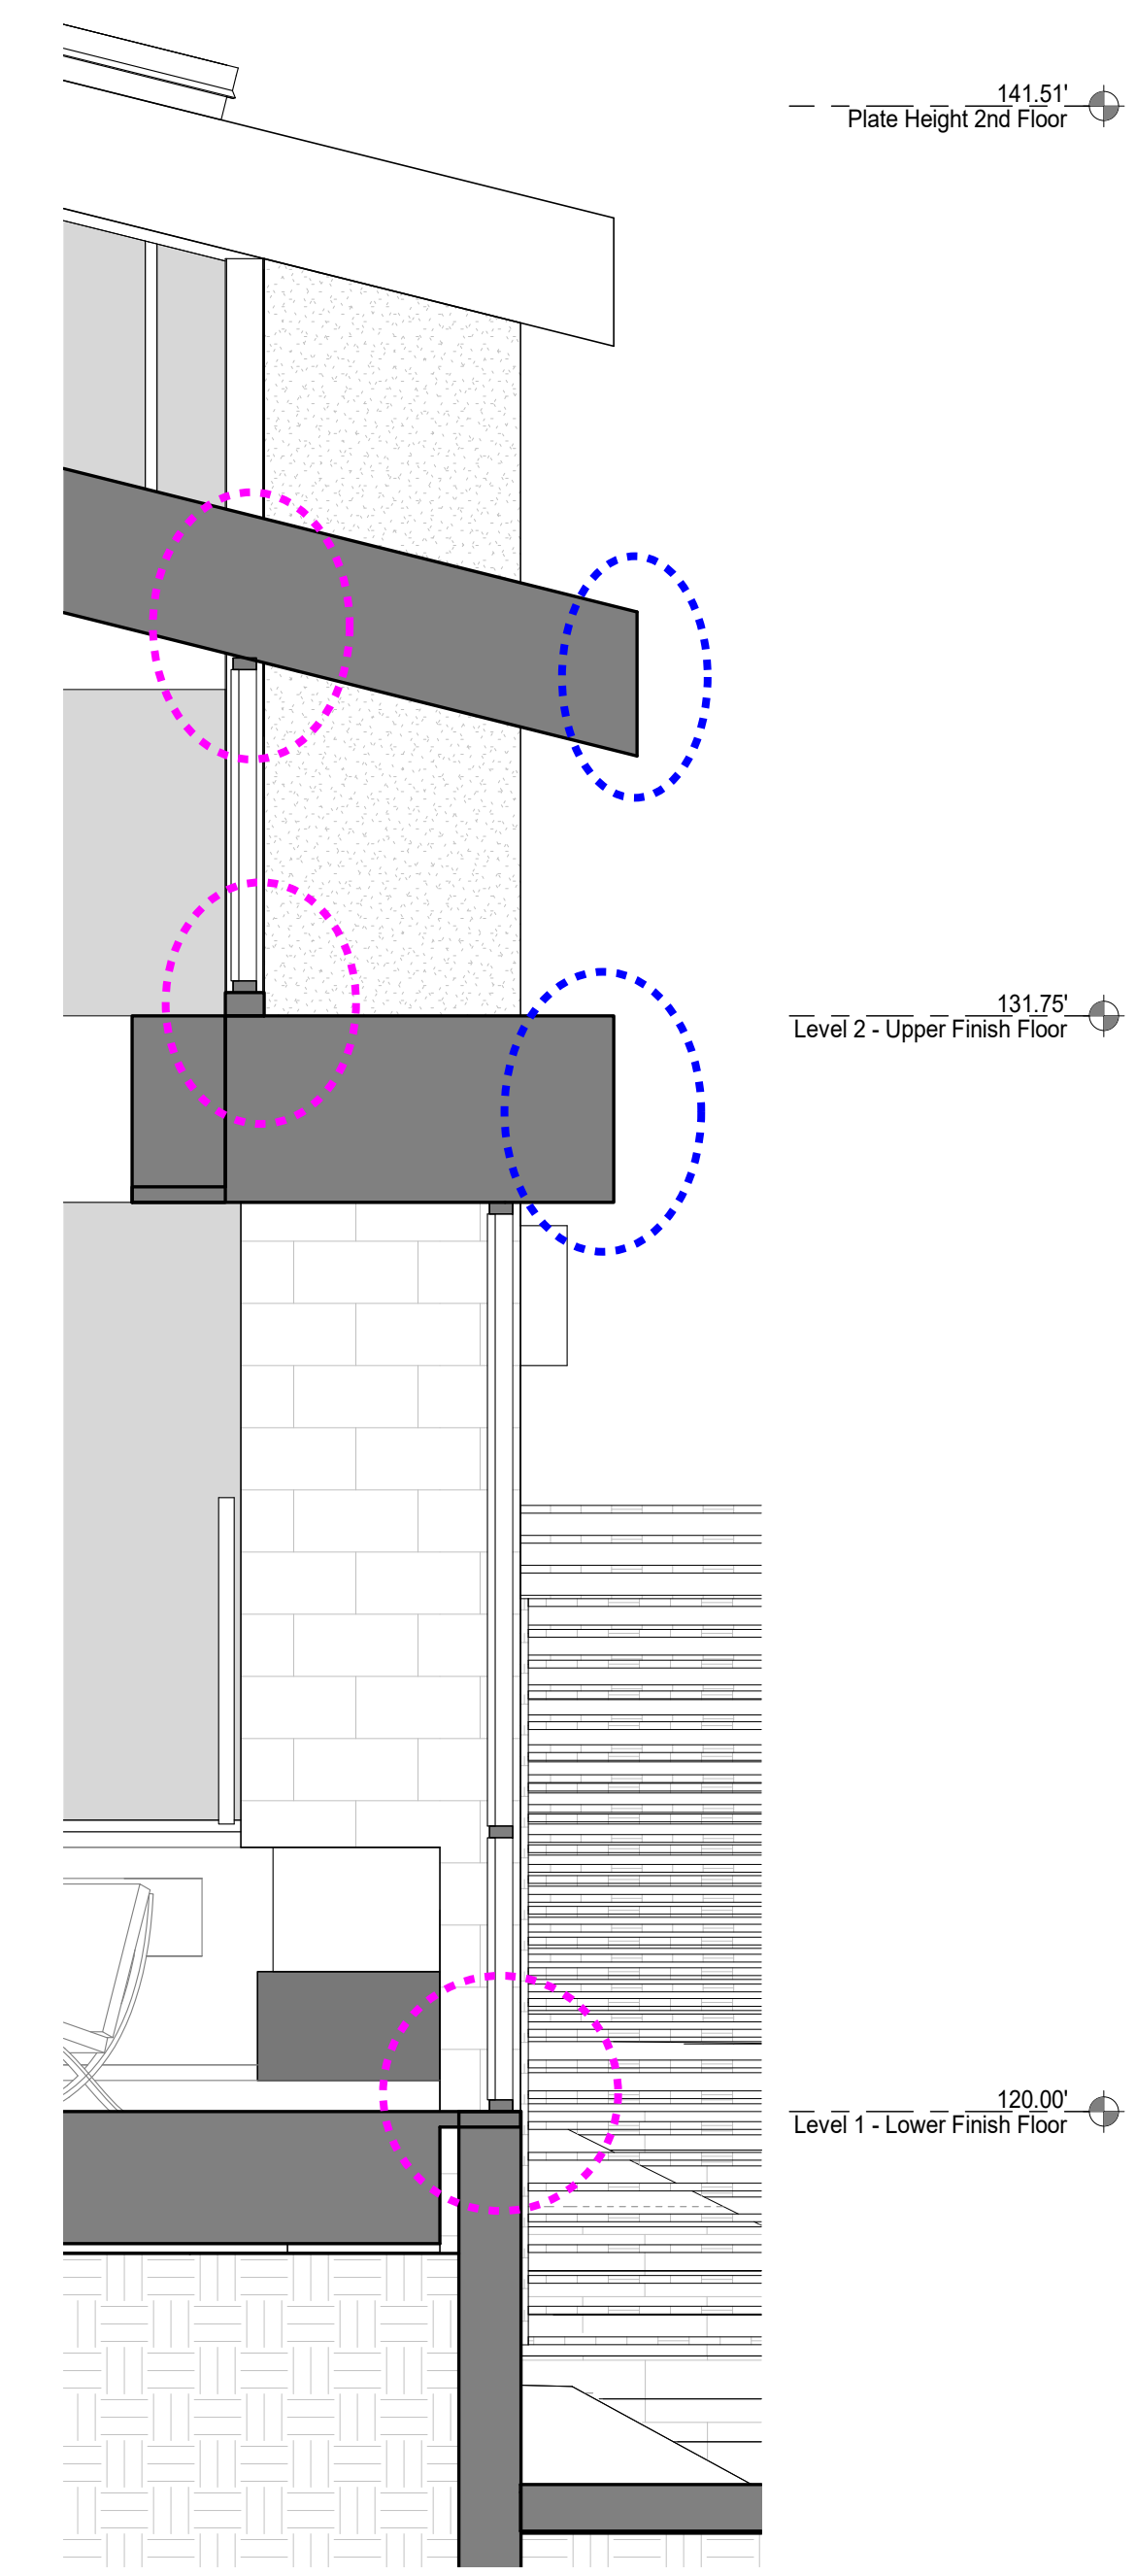 141.51'
Plate Height 2nd Floor
131.75'
Level 2 - Upper Finish Floor
120.00'
Level 1 - Lower Finish Floor